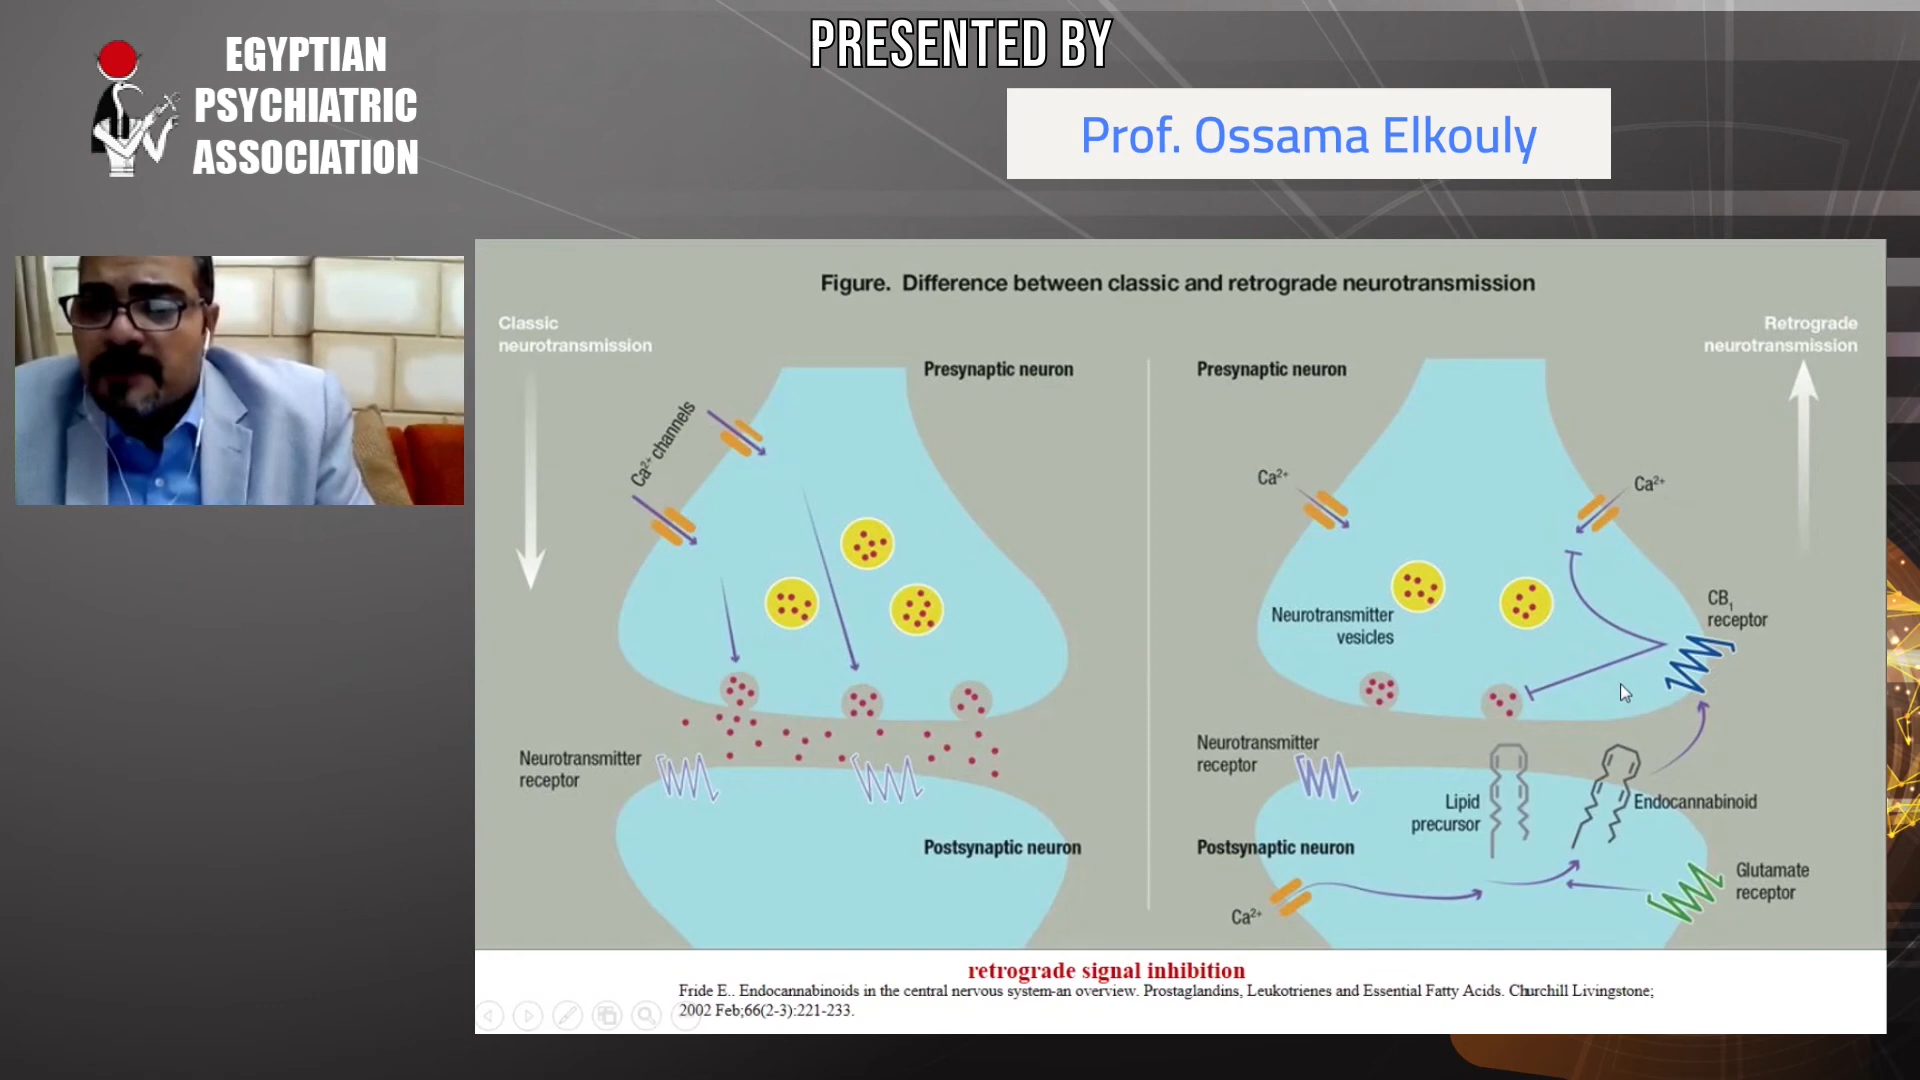 EGYPTIAN
PSYCHIATRIC
ASSOCIATION
PRESENTED BY
Prof. Ossama Elkouly
Figure. Difference between classic and retrograde neurotransmission
Classic
neurotransmission
Presynaptic neuron
Ca²⁺ channels
Neurotransmitter
receptor
Postsynaptic neuron
Retrograde
neurotransmission
Presynaptic neuron
Ca²⁺
Ca²⁺
Neurotransmitter
vesicles
CB₁
receptor
Neurotransmitter
receptor
Lipid
precursor
Endocannabinoid
Postsynaptic neuron
Glutamate
receptor
Ca²⁺
retrograde signal inhibition
Fride E.. Endocannabinoids in the central nervous system-an overview. Prostaglandins, Leukotrienes and Essential Fatty Acids. Churchill Livingstone;
2002 Feb;66(2-3):221-233.